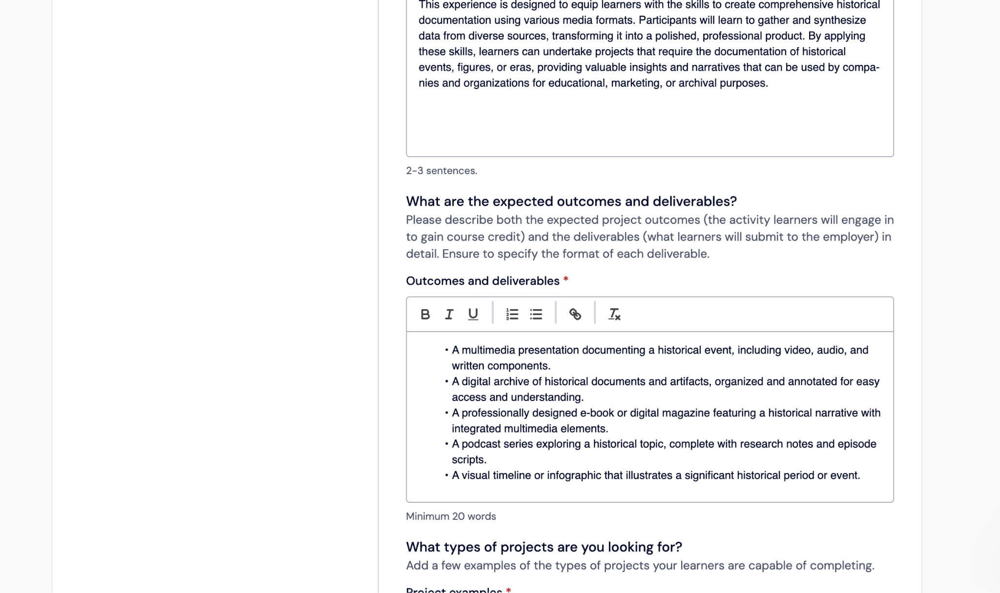 This experience is designed to equip learners with the skills to create comprehensive historical
documentation using various media formats. Participants will learn to gather and synthesize
data from diverse sources, transforming it into a polished, professional product. By applying
these skills, learners can undertake projects that require the documentation of historical
events, figures, or eras, providing valuable insights and narratives that can be used by compa-
nies and organizations for educational, marketing, or archival purposes.
2-3 sentences.
What are the expected outcomes and deliverables?
Please describe both the expected project outcomes (the activity learners will engage in
to gain course credit) and the deliverables (what learners will submit to the employer) in
detail. Ensure to specify the format of each deliverable.
Outcomes and deliverables *
B I U
• A multimedia presentation documenting a historical event, including video, audio, and
written components.
• A digital archive of historical documents and artifacts, organized and annotated for easy
access and understanding.
• A professionally designed e-book or digital magazine featuring a historical narrative with
integrated multimedia elements.
• A podcast series exploring a historical topic, complete with research notes and episode
scripts.
• A visual timeline or infographic that illustrates a significant historical period or event.
Minimum 20 words
What types of projects are you looking for?
Add a few examples of the types of projects your learners are capable of completing.
Project examples *